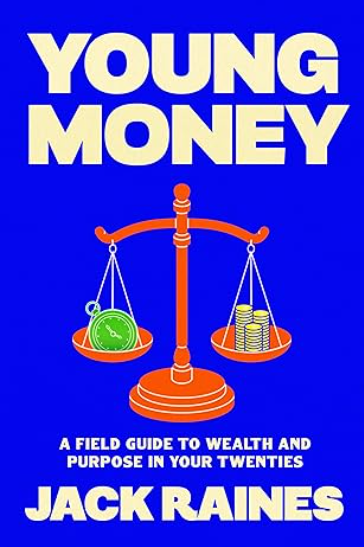 YOUNG
MONEY
A FIELD GUIDE TO WEALTH AND
PURPOSE IN YOUR TWENTIES
JACK RAINES